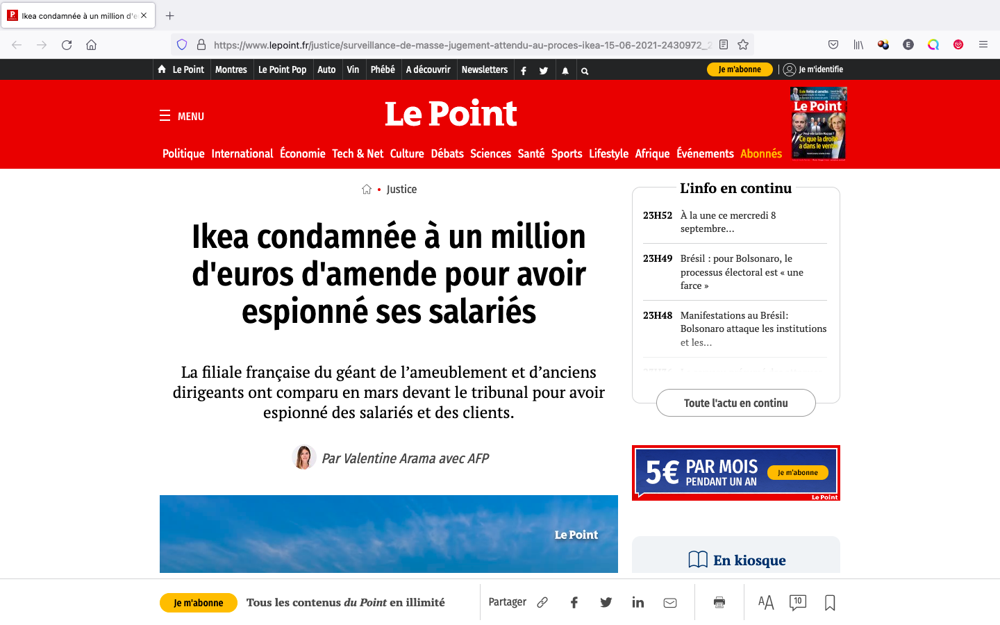 Ikea condamnée à un million d'e
https://www.lepoint.fr/justice/surveillance-de-masse-jugement-attendu-au-proces-ikea-15-06-2021-2430972_2
E
Le Point Montres Le Point Pop Auto Vin Phébé A découvrir Newsletters Je m'abonne Je m'identifie
MENU
Le Point
Politique International Économie Tech & Net Culture Débats Sciences Santé Sports Lifestyle Afrique Événements Abonnés
Le Point
Ce que la droite
a dans le ventre
Justice
Ikea condamnée à un million
d'euros d'amende pour avoir
espionné ses salariés
La filiale française du géant de l’ameublement et d’anciens
dirigeants ont comparu en mars devant le tribunal pour avoir
espionné des salariés et des clients.
Par Valentine Arama avec AFP
Le Point
L'info en continu
23H52 À la une ce mercredi 8
septembre...
23H49 Brésil : pour Bolsonaro, le
processus électoral est « une
farce »
23H48 Manifestations au Brésil:
Bolsonaro attaque les institutions
et les...
Toute l'actu en continu
5€ PAR MOIS
PENDANT UN AN
Je m'abonne
Le Point
En kiosque
Je m'abonne Tous les contenus du Point en illimité
Partager
AA
10